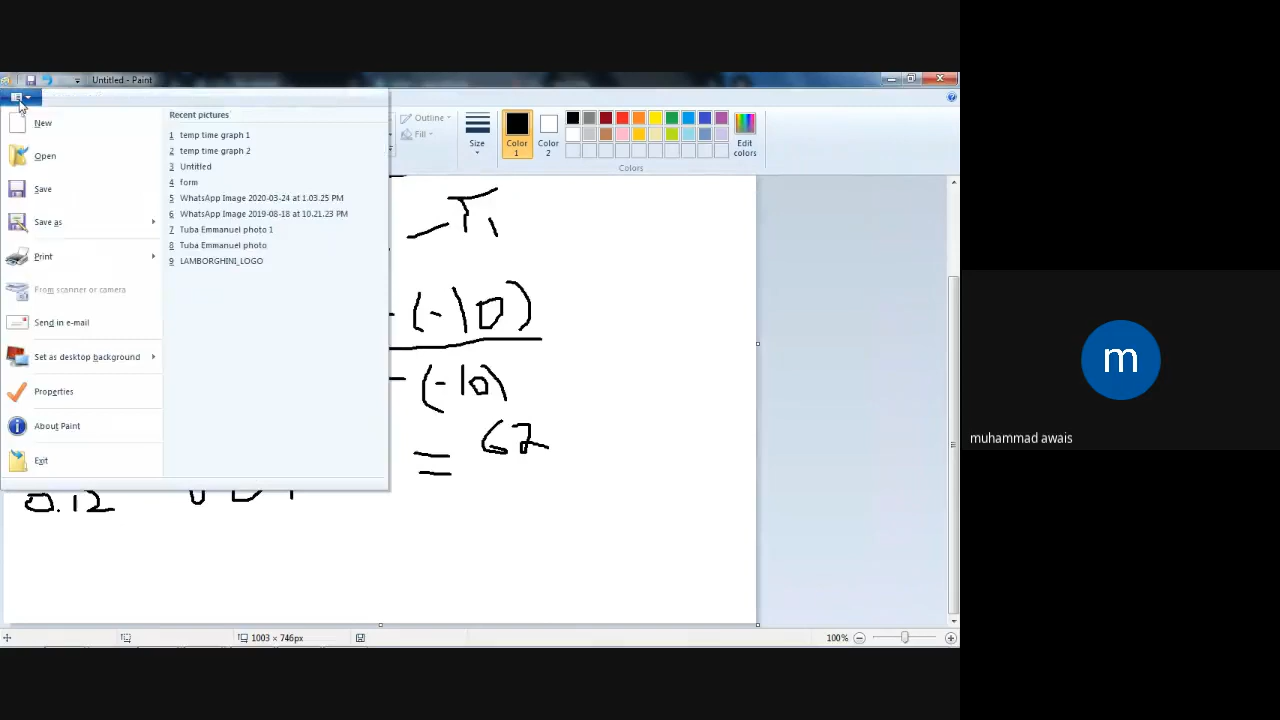 Untitled - Paint
New
Open
Save
Save as
Print
From scanner or camera
Send in e-mail
Set as desktop background
Properties
About Paint
Exit
Recent pictures
1 temp time graph 1
2 temp time graph 2
3 Untitled
4 form
5 WhatsApp Image 2020-03-24 at 1.03.25 PM
6 WhatsApp Image 2019-08-18 at 10.21.23 PM
7 Tuba Emmanuel photo 1
8 Tuba Emmanuel photo
9 LAMBORGHINI_LOGO
Outline
Fill
Size
Color 1
Color 2
Edit colors
Colors
- (-10)
- (-10)
= 62
0.12
1003 × 746px
100%
m
muhammad awais